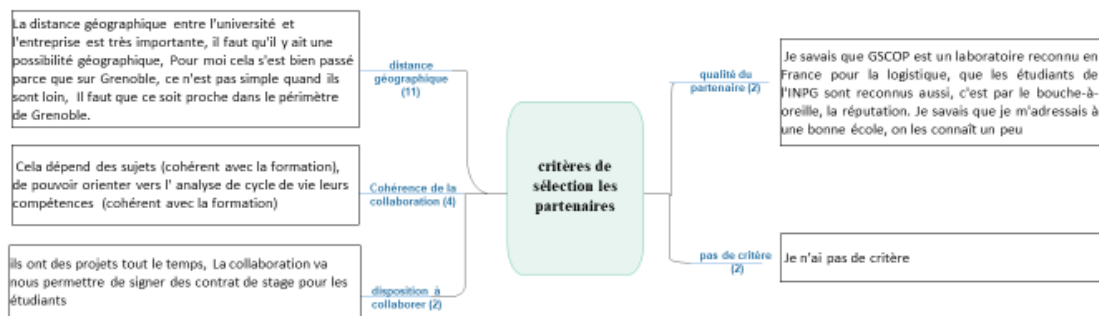 La distance géographique entre l'université et
l'entreprise est très importante, il faut qu'il y ait une
possibilité géographique, Pour moi cela s'est bien passé
parce que sur Grenoble, ce n'est pas simple quand ils
sont loin, Il faut que ce soit proche dans le périmètre
de Grenoble.
distance
géographique
(11)
Cela dépend des sujets (cohérent avec la formation),
de pouvoir orienter vers l' analyse de cycle de vie leurs
compétences (cohérent avec la formation)
Cohérence de la
collaboration (4)
ils ont des projets tout le temps, La collaboration va
nous permettre de signer des contrat de stage pour les
étudiants
disposition à
collaborer (2)
critères de
sélection les
partenaires
qualité du
partenaire (2)
Je savais que GSCOP est un laboratoire reconnu en
France pour la logistique, que les étudiants de
l'INPG sont reconnus aussi, c'est par le bouche-à-
oreille, la réputation. Je savais que je m'adressais à
une bonne école, on les connaît un peu
pas de critère
(2)
Je n'ai pas de critère